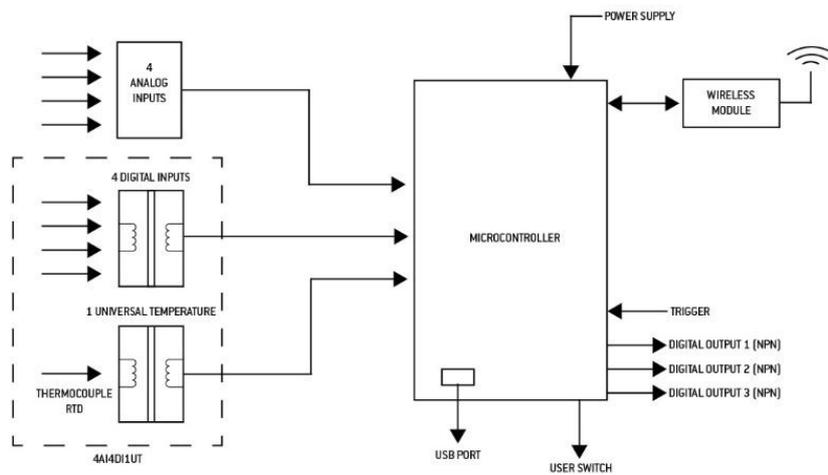 POWER SUPPLY
4
ANALOG
INPUTS
WIRELESS
MODULE
4 DIGITAL INPUTS
MICROCONTROLLER
1 UNIVERSAL TEMPERATURE
TRIGGER
DIGITAL OUTPUT 1 (NPN)
DIGITAL OUTPUT 2 (NPN)
DIGITAL OUTPUT 3 (NPN)
THERMOCOUPLE
RTD
4AI4DI1UT
USB PORT
USER SWITCH